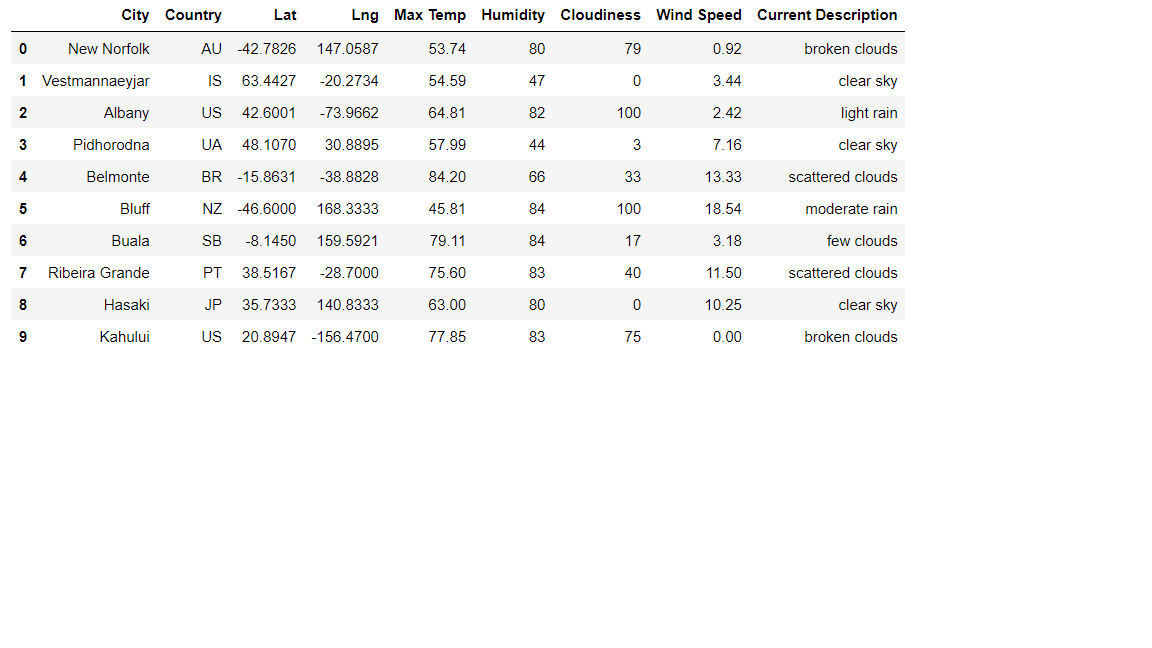 City Country Lat Lng Max Temp Humidity Cloudiness Wind Speed Current Description
0 New Norfolk AU -42.7826 147.0587 53.74 80 79 0.92 broken clouds
1 Vestmannaeyjar IS 63.4427 -20.2734 54.59 47 0 3.44 clear sky
2 Albany US 42.6001 -73.9662 64.81 82 100 2.42 light rain
3 Pidhorodna UA 48.1070 30.8895 57.99 44 3 7.16 clear sky
4 Belmonte BR -15.8631 -38.8828 84.20 66 33 13.33 scattered clouds
5 Bluff NZ -46.6000 168.3333 45.81 84 100 18.54 moderate rain
6 Buala SB -8.1450 159.5921 79.11 84 17 3.18 few clouds
7 Ribeira Grande PT 38.5167 -28.7000 75.60 83 40 11.50 scattered clouds
8 Hasaki JP 35.7333 140.8333 63.00 80 0 10.25 clear sky
9 Kahului US 20.8947 -156.4700 77.85 83 75 0.00 broken clouds